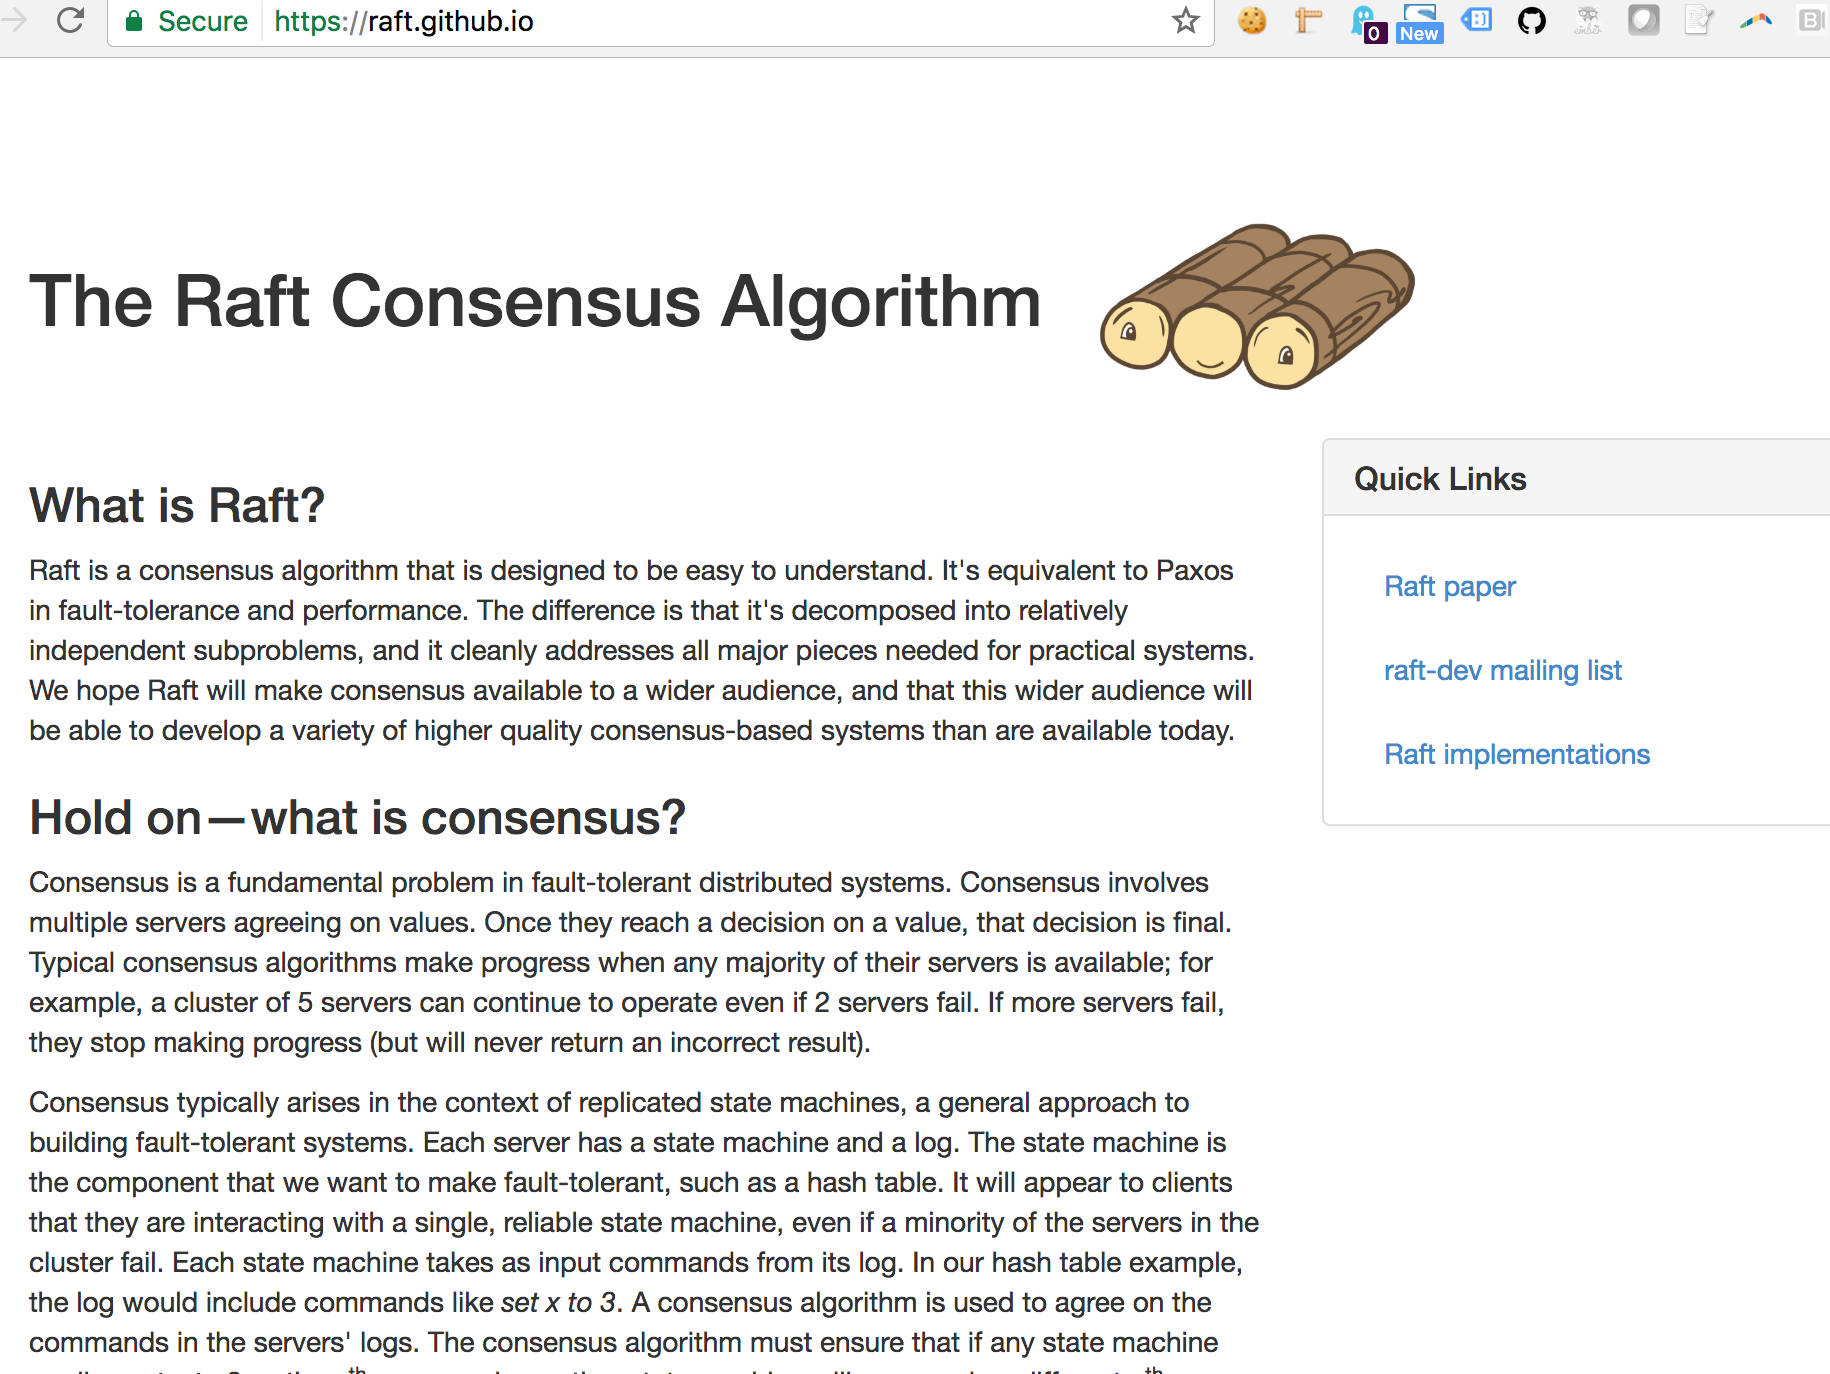 Secure https://raft.github.io
0
New
ember
B
The Raft Consensus Algorithm
What is Raft?
Raft is a consensus algorithm that is designed to be easy to understand. It's equivalent to Paxos
in fault-tolerance and performance. The difference is that it's decomposed into relatively
independent subproblems, and it cleanly addresses all major pieces needed for practical systems.
We hope Raft will make consensus available to a wider audience, and that this wider audience will
be able to develop a variety of higher quality consensus-based systems than are available today.
Hold on—what is consensus?
Consensus is a fundamental problem in fault-tolerant distributed systems. Consensus involves
multiple servers agreeing on values. Once they reach a decision on a value, that decision is final.
Typical consensus algorithms make progress when any majority of their servers is available; for
example, a cluster of 5 servers can continue to operate even if 2 servers fail. If more servers fail,
they stop making progress (but will never return an incorrect result).
Consensus typically arises in the context of replicated state machines, a general approach to
building fault-tolerant systems. Each server has a state machine and a log. The state machine is
the component that we want to make fault-tolerant, such as a hash table. It will appear to clients
that they are interacting with a single, reliable state machine, even if a minority of the servers in the
cluster fail. Each state machine takes as input commands from its log. In our hash table example,
the log would include commands like set x to 3. A consensus algorithm is used to agree on the
commands in the servers' logs. The consensus algorithm must ensure that if any state machine
Quick Links
Raft paper
raft-dev mailing list
Raft implementations